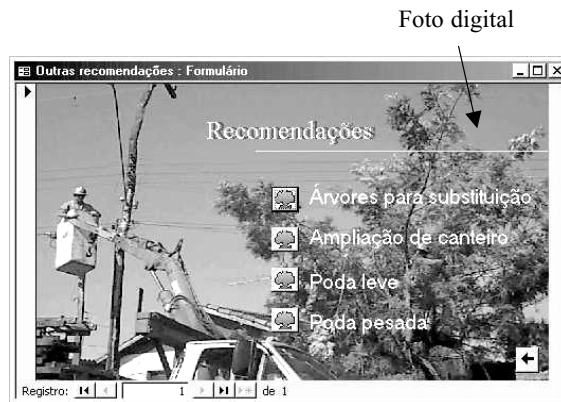 Foto digital
Outras recomendações : Formulário
Recomendações
Árvores para substituição
Ampliação de canteiro
Poda leve
Poda pesada
Registro: 1 de 1